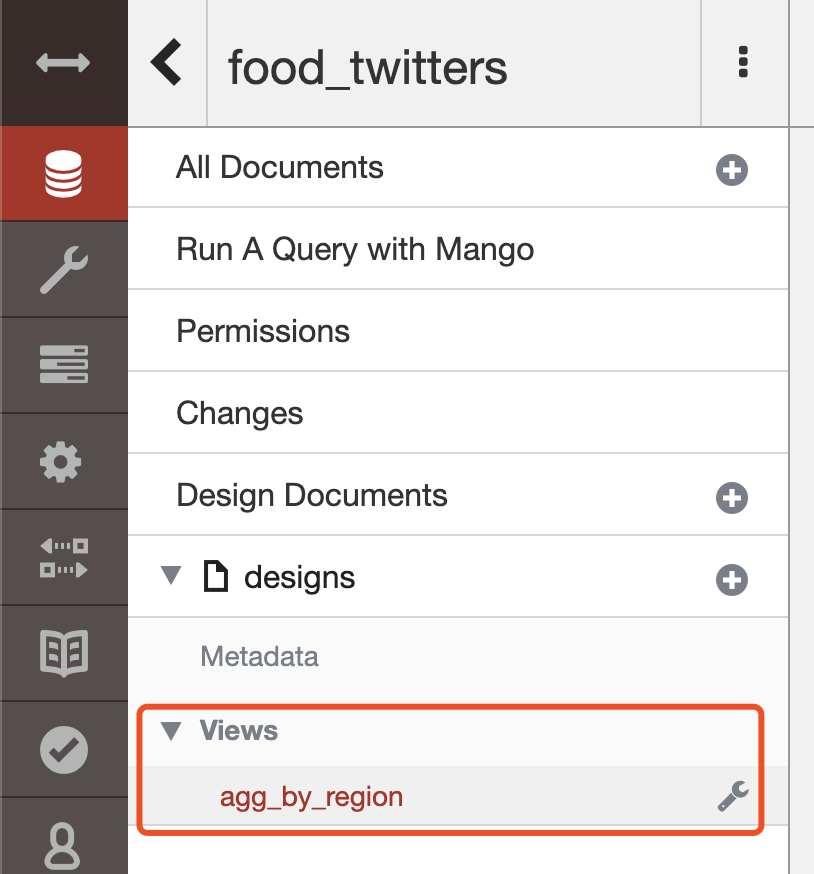 food_twitters
All Documents
Run A Query with Mango
Permissions
Changes
Design Documents
designs
Metadata
Views
agg_by_region